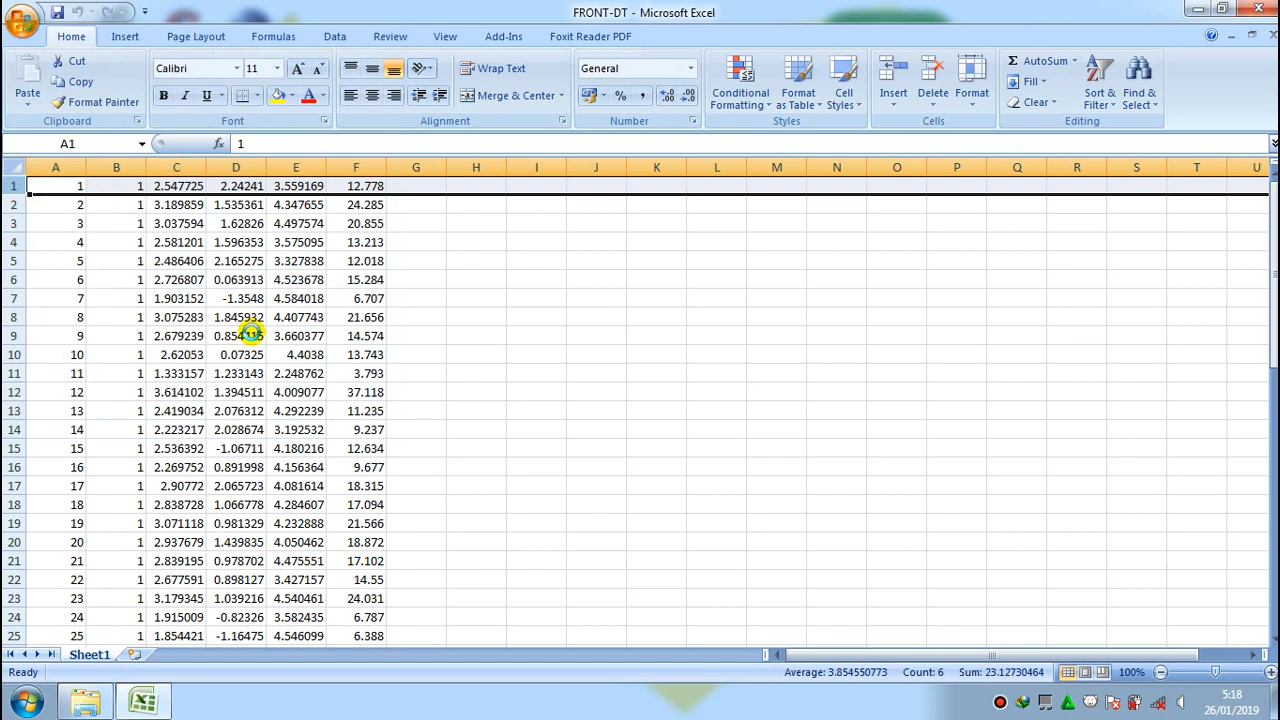 FRONT-DT - Microsoft Excel
Home Insert Page Layout Formulas Data Review View Add-Ins Foxit Reader PDF
Cut
Calibri 11 Wrap Text General AutoSum
Copy Fill
Paste Format Painter Merge & Center Conditional Formatting Format as Table Cell Styles Insert Delete Format Clear Sort & Filter Find & Select
Clipboard Font Alignment Number Styles Cells Editing
A1 fx 1
A B C D E F G H I J K L M N O P Q R S T U
1 1 1 2.547725 2.24241 3.559169 12.778
2 2 1 3.189859 1.535361 4.347655 24.285
3 3 1 3.037594 1.62826 4.497574 20.855
4 4 1 2.581201 1.596353 3.575095 13.213
5 5 1 2.486406 2.165275 3.327838 12.018
6 6 1 2.726807 0.063913 4.523678 15.284
7 7 1 1.903152 -1.3548 4.584018 6.707
8 8 1 3.075283 1.845932 4.407743 21.656
9 9 1 2.679239 3.660377 14.574
10 10 1 2.62053 0.07325 4.4038 13.743
11 11 1 1.333157 1.233143 2.248762 3.793
12 12 1 3.614102 1.394511 4.009077 37.118
13 13 1 2.419034 2.076312 4.292239 11.235
14 14 1 2.223217 2.028674 3.192532 9.237
15 15 1 2.536392 -1.06711 4.180216 12.634
16 16 1 2.269752 0.891998 4.156364 9.677
17 17 1 2.90772 2.065723 4.081614 18.315
18 18 1 2.838728 1.066778 4.284607 17.094
19 19 1 3.071118 0.981329 4.232888 21.566
20 20 1 2.937679 1.439835 4.050462 18.872
21 21 1 2.839195 0.978702 4.475551 17.102
22 22 1 2.677591 0.898127 3.427157 14.55
23 23 1 3.179345 1.039216 4.540461 24.031
24 24 1 1.915009 -0.82326 3.582435 6.787
25 25 1 1.854421 -1.16475 4.546099 6.388
Sheet1
Ready Average: 3.854550773 Count: 6 Sum: 23.12730464 100%
5:18
26/01/2019